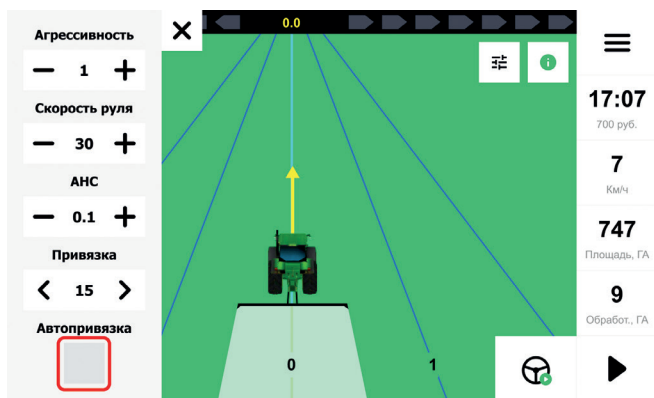 Агрессивность
1
Скорость руля
30
АНС
0.1
Привязка
15
Автопривязка
0.0
0
1
17:07
700 руб.
7
Км/ч
747
Площадь, ГА
9
Обработ., ГА